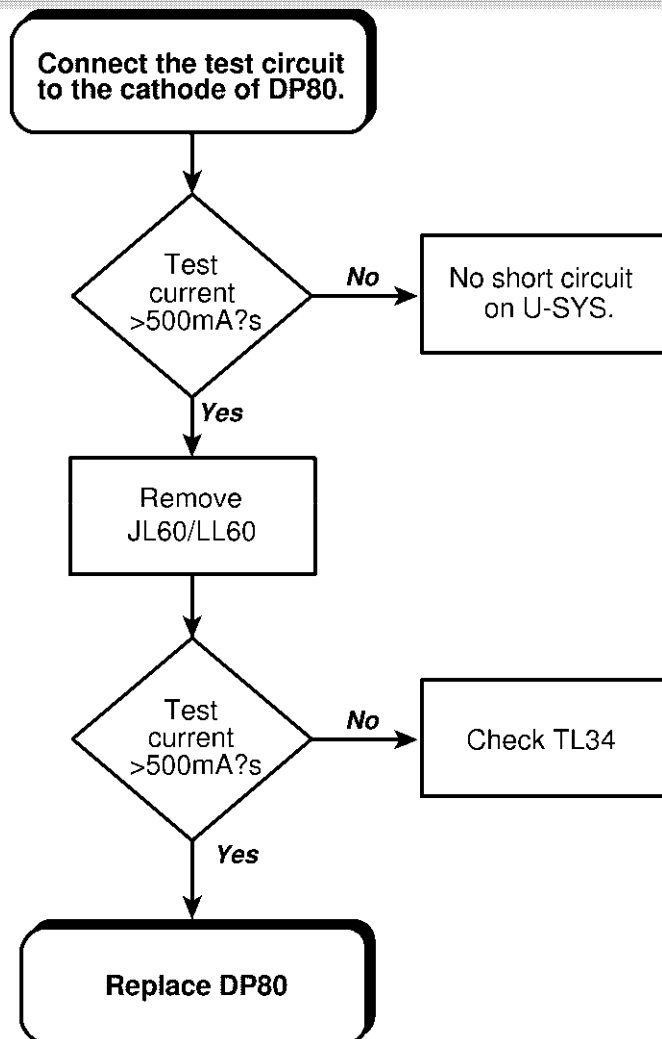 Connect the test circuit
to the cathode of DP80.
Test
current
>500mA?s
No
No short circuit
on U-SYS.
Yes
Remove
JL60/LL60
Test
current
>500mA?s
No
Check TL34
Yes
Replace DP80